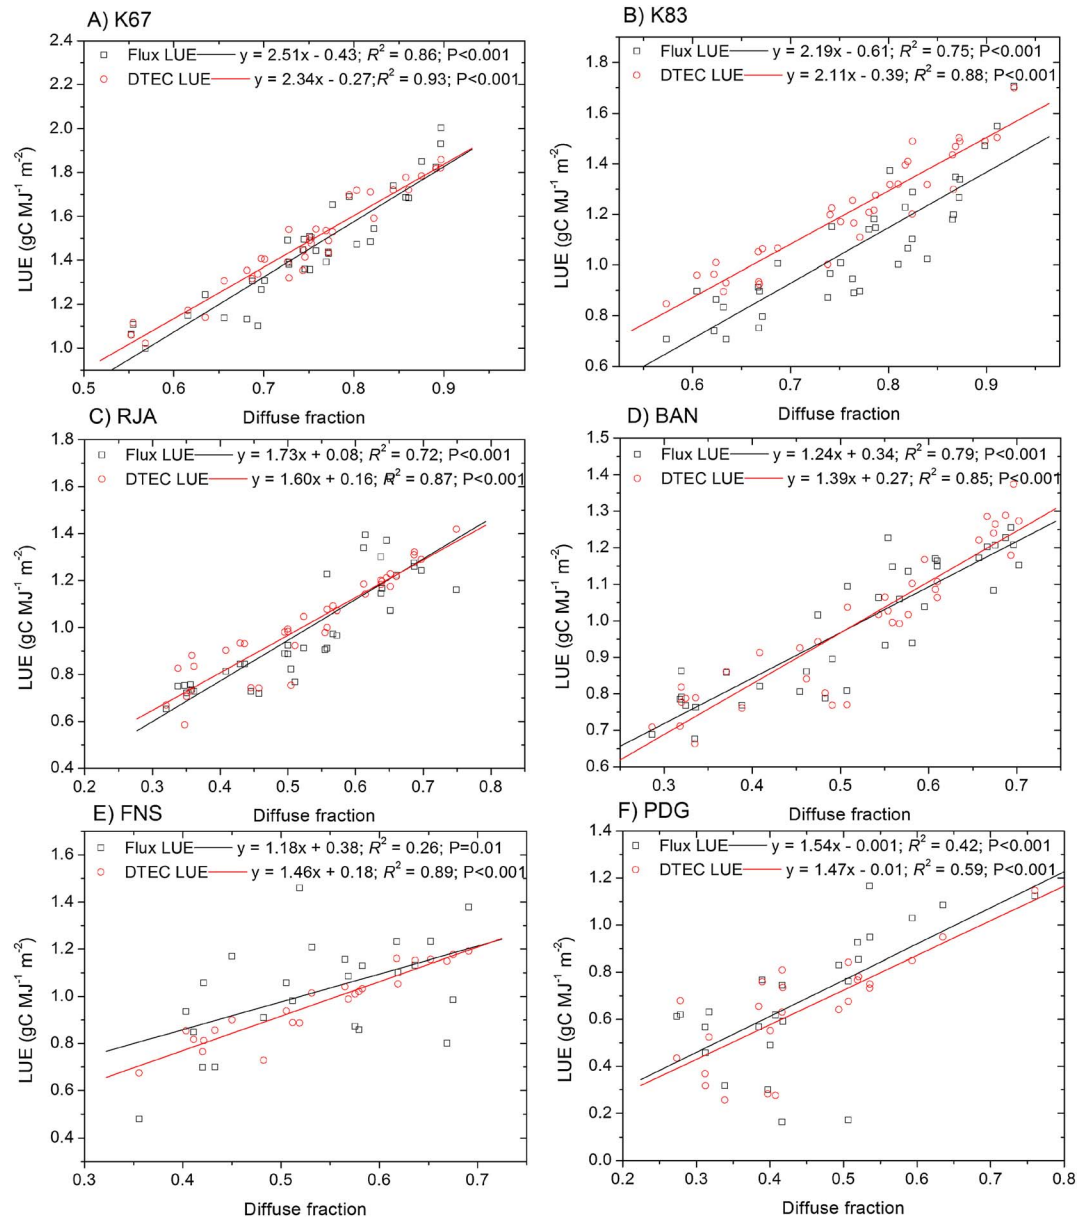 A) K67
Flux LUE y = 2.51x - 0.43; R² = 0.86; P<0.001
DTEC LUE y = 2.34x - 0.27; R² = 0.93; P<0.001
LUE (gC MJ⁻¹ m⁻²)
2.4
2.2
2.0
1.8
1.6
1.4
1.2
1.0
0.5 0.6 0.7 0.8 0.9
Diffuse fraction
B) K83
Flux LUE y = 2.19x - 0.61; R² = 0.75; P<0.001
DTEC LUE y = 2.11x - 0.39; R² = 0.88; P<0.001
LUE (gC MJ⁻¹ m⁻²)
1.8
1.6
1.4
1.2
1.0
0.8
0.6
0.6 0.7 0.8 0.9
Diffuse fraction
C) RJA
Flux LUE y = 1.73x + 0.08; R² = 0.72; P<0.001
DTEC LUE y = 1.60x + 0.16; R² = 0.87; P<0.001
LUE (gC MJ⁻¹ m⁻²)
1.8
1.6
1.4
1.2
1.0
0.8
0.6
0.4
0.2 0.3 0.4 0.5 0.6 0.7 0.8
Diffuse fraction
D) BAN
Flux LUE y = 1.24x + 0.34; R² = 0.79; P<0.001
DTEC LUE y = 1.39x + 0.27; R² = 0.85; P<0.001
LUE (gC MJ⁻¹ m⁻²)
1.5
1.4
1.3
1.2
1.1
1.0
0.9
0.8
0.7
0.6
0.3 0.4 0.5 0.6 0.7
Diffuse fraction
E) FNS
Flux LUE y = 1.18x + 0.38; R² = 0.26; P=0.01
DTEC LUE y = 1.46x + 0.18; R² = 0.89; P<0.001
LUE (gC MJ⁻¹ m⁻²)
1.6
1.4
1.2
1.0
0.8
0.6
0.4
0.3 0.4 0.5 0.6 0.7
Diffuse fraction
F) PDG
Flux LUE y = 1.54x - 0.001; R² = 0.42; P<0.001
DTEC LUE y = 1.47x - 0.01; R² = 0.59; P<0.001
LUE (gC MJ⁻¹ m⁻²)
1.4
1.2
1.0
0.8
0.6
0.4
0.2
0.0
0.2 0.3 0.4 0.5 0.6 0.7 0.8
Diffuse fraction